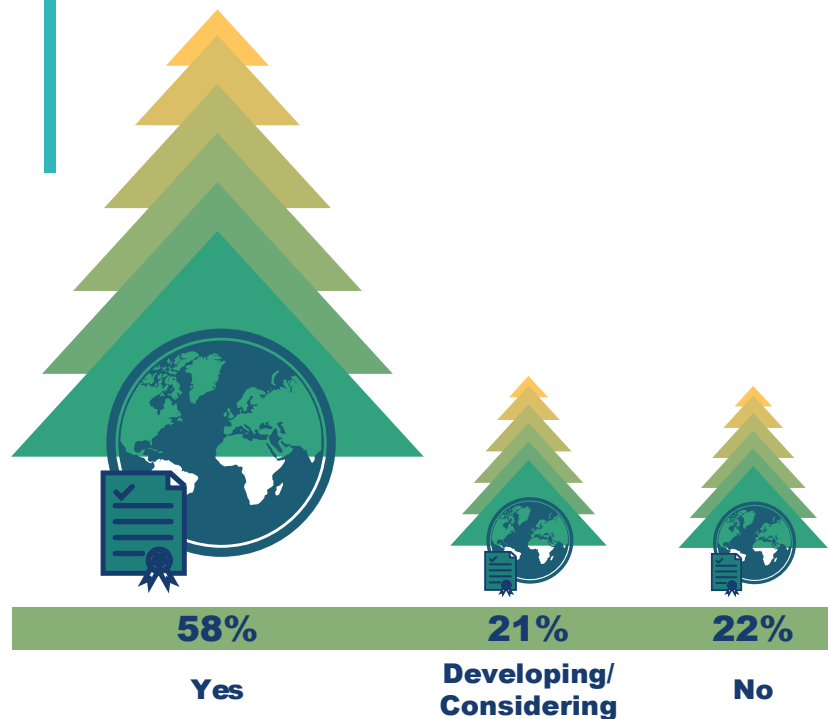 58%
21%
22%
Yes
Developing/
Considering
No